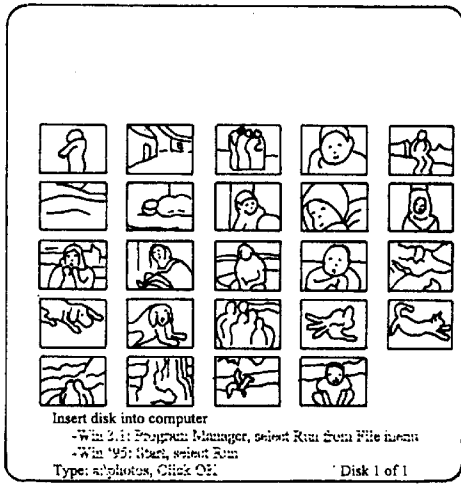 Insert disk into computer
-Win 3.1: Program Manager, select Run from File menu
-Win '95: Start, select Run
Type: a:\photos, Click OK Disk 1 of 1